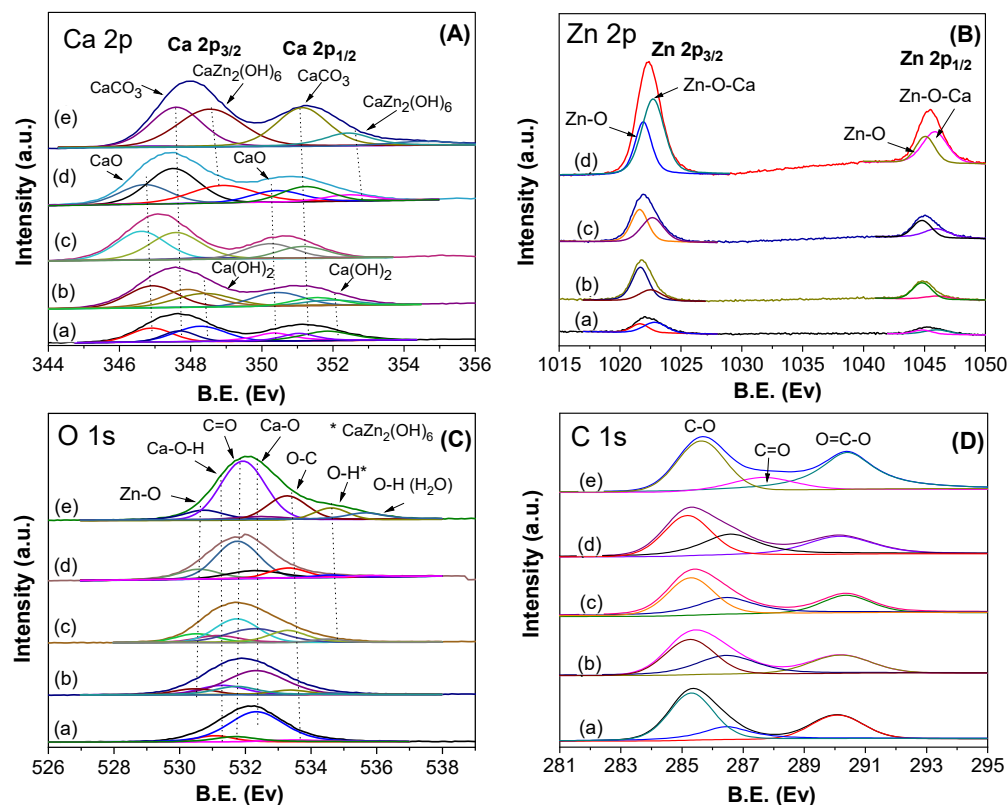 Ca 2p
(A)
Ca 2p3/2
Ca 2p1/2
CaCO3
CaZn2(OH)6
CaCO3
CaZn2(OH)6
(e)
CaO
CaO
(d)
(c)
Ca(OH)2
Ca(OH)2
(b)
(a)
Intensity (a.u.)
344 346 348 350 352 354 356
B.E. (Ev)
Zn 2p
(B)
Zn 2p3/2
Zn 2p1/2
Zn-O-Ca
Zn-O-Ca
Zn-O
Zn-O
(d)
(c)
(b)
(a)
Intensity (a.u.)
1015 1020 1025 1030 1035 1040 1045 1050
B.E. (Ev)
O 1s
(C)
C=O
Ca-O
* CaZn2(OH)6
Ca-O-H
O-C
O-H*
O-H (H2O)
Zn-O
(e)
(d)
(c)
(b)
(a)
Intensity (a.u.)
526 528 530 532 534 536 538
B.E. (Ev)
C 1s
(D)
C-O
C=O
O=C-O
(e)
(d)
(c)
(b)
(a)
Intensity (a.u.)
281 283 285 287 289 291 293 295
B.E. (Ev)